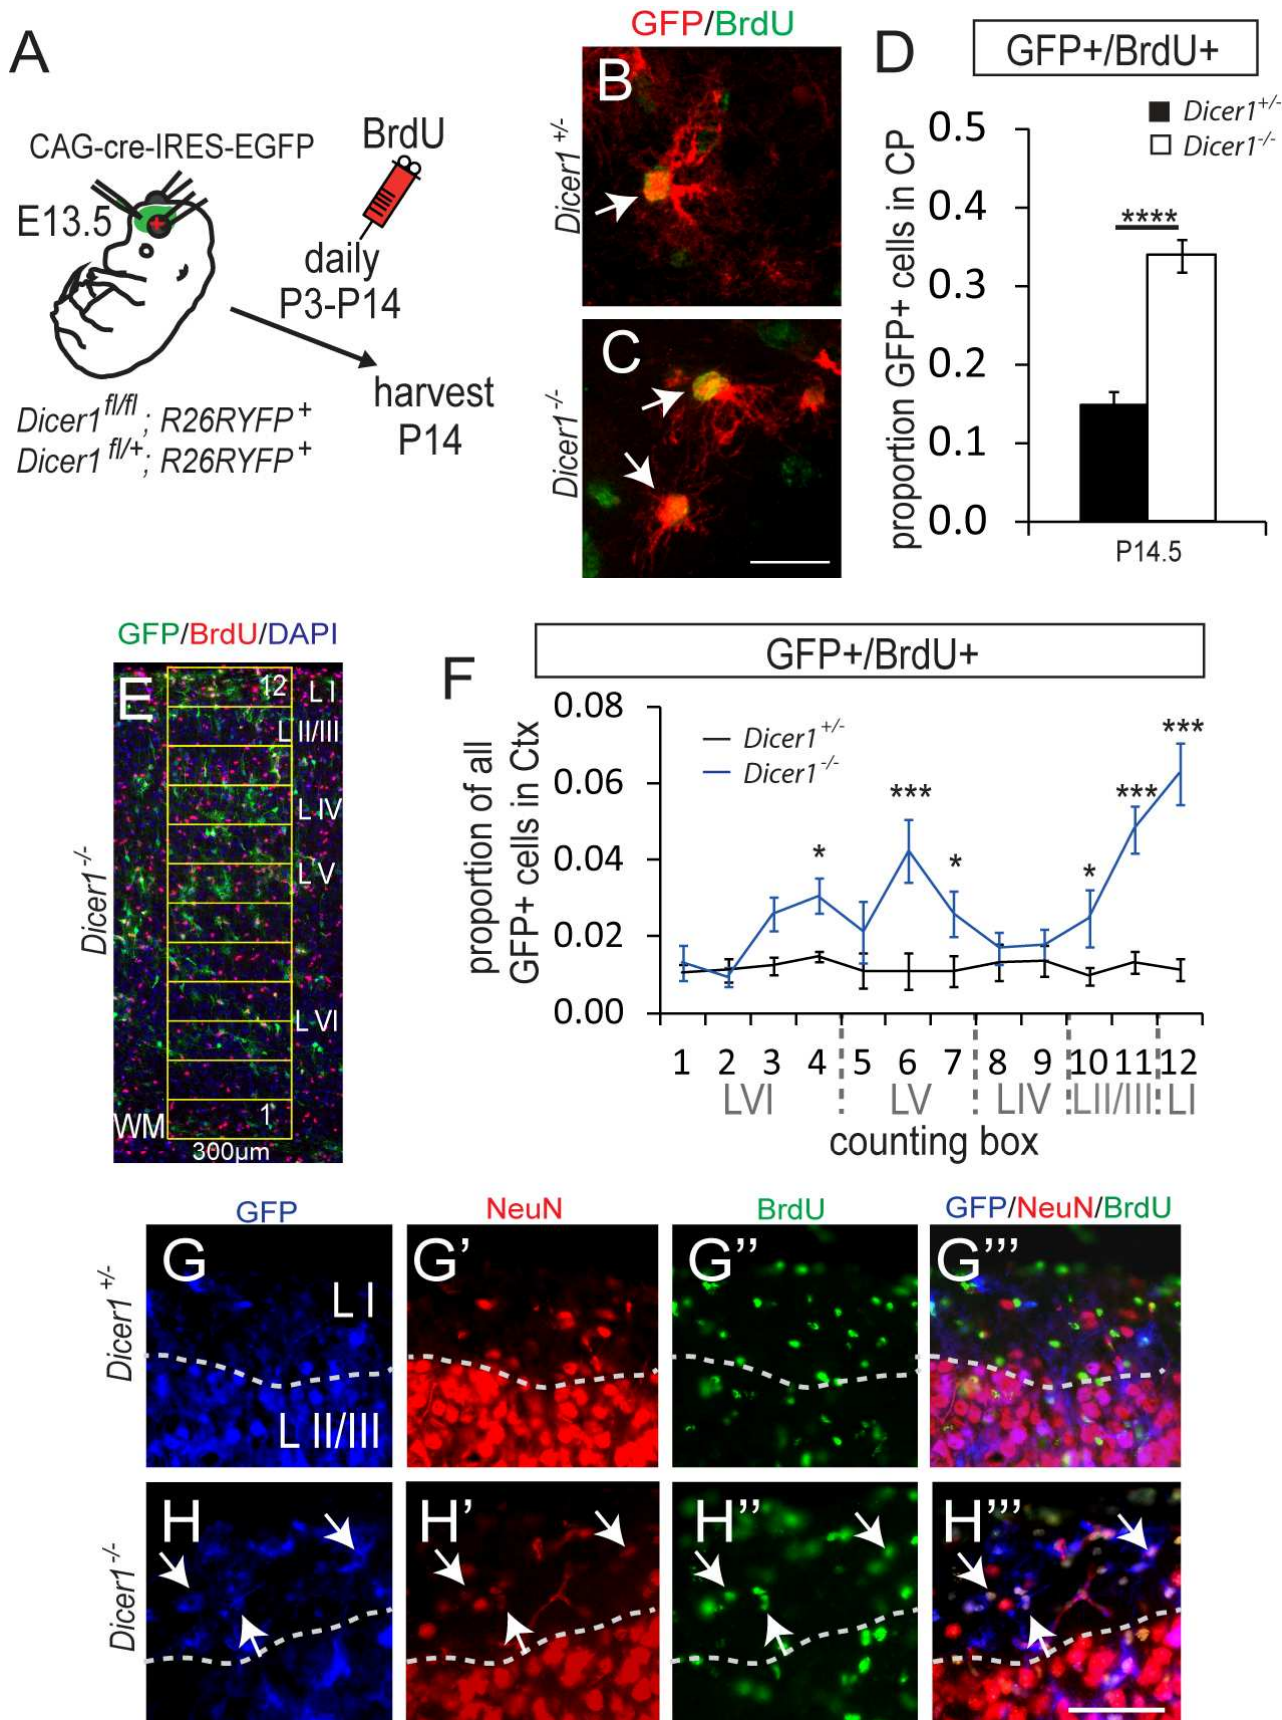 A
CAG-cre-IRES-EGFP
E13.5
BrdU
daily
P3-P14
harvest
P14
Dicer1 fl/fl; R26RYFP +
Dicer1 fl/+; R26RYFP +
GFP/BrdU
B
Dicer1 +/-
C
Dicer1 -/-
D
GFP+/BrdU+
Dicer1+/-
Dicer1-/-
proportion GFP+ cells in CP
0.5
0.4
0.3
0.2
0.1
0.0
****
P14.5
GFP/BrdU/DAPI
E
Dicer1 -/-
12
L I
L II/III
L IV
L V
L VI
1
WM
300μm
F
GFP+/BrdU+
proportion of all
GFP+ cells in Ctx
0.08
0.06
0.04
0.02
0.00
Dicer1+/-
Dicer1-/-
*
***
*
*
***
***
1 2 3 4 5 6 7 8 9 10 11 12
LVI LV LIV LII/III LI
counting box
GFP
NeuN
BrdU
GFP/NeuN/BrdU
Dicer1 +/-
G
L I
L II/III
G'
G''
G'''
Dicer1 -/-
H
H'
H''
H'''